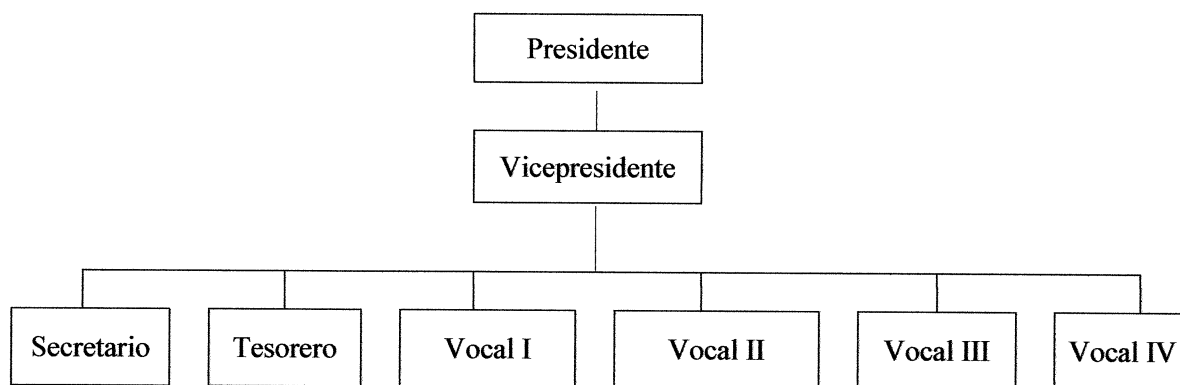 Presidente
Vicepresidente
Secretario
Tesorero
Vocal I
Vocal II
Vocal III
Vocal IV